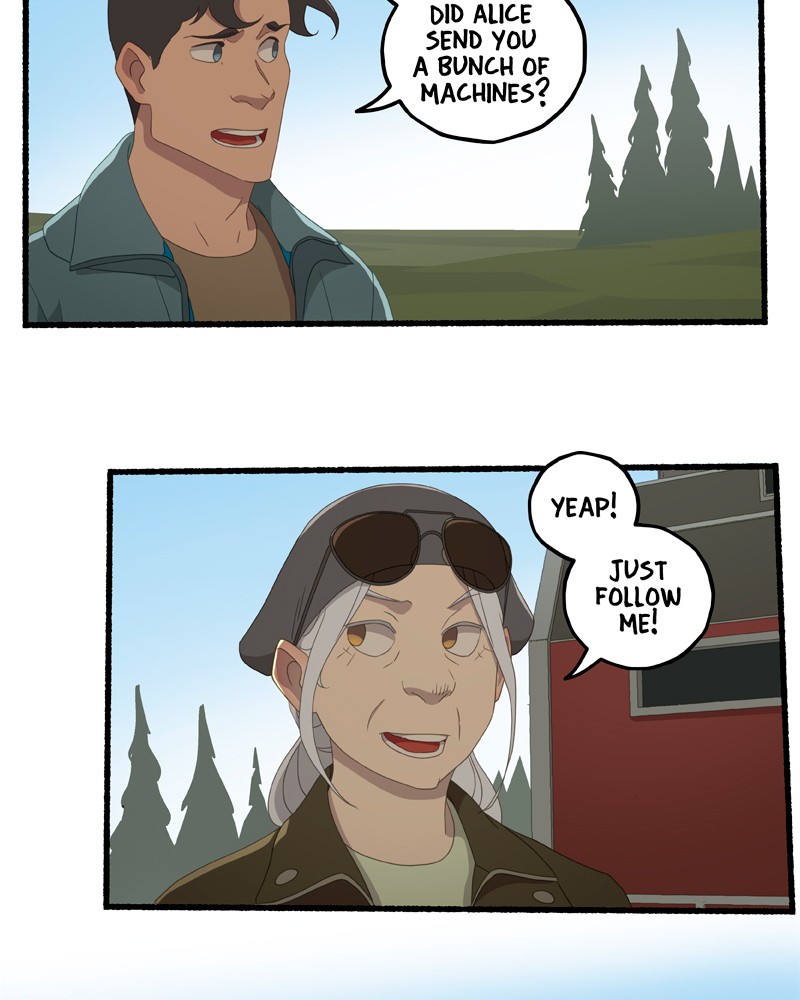 DID ALICE
SEND YOU
A BUNCH OF
MACHINES?
YEAP!
JUST
FOLLOW
ME!